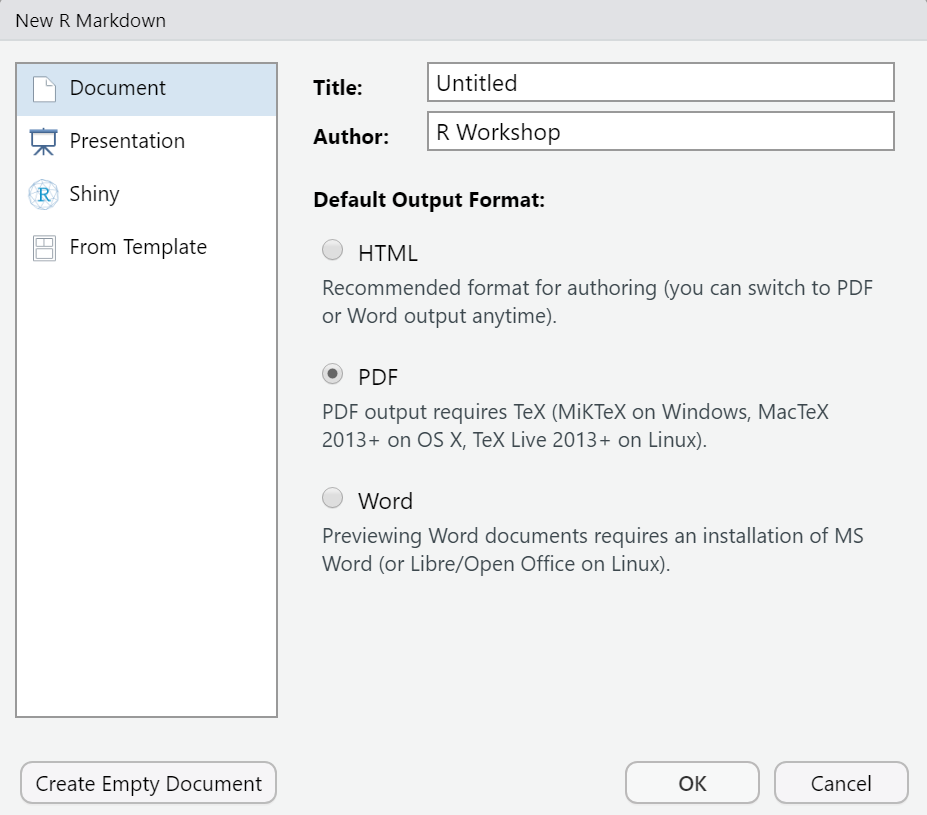 New R Markdown
Document
Presentation
R Shiny
From Template
Title: Untitled
Author: R Workshop
Default Output Format:
HTML
Recommended format for authoring (you can switch to PDF
or Word output anytime).
PDF
PDF output requires TeX (MiKTeX on Windows, MacTeX
2013+ on OS X, TeX Live 2013+ on Linux).
Word
Previewing Word documents requires an installation of MS
Word (or Libre/Open Office on Linux).
Create Empty Document OK Cancel